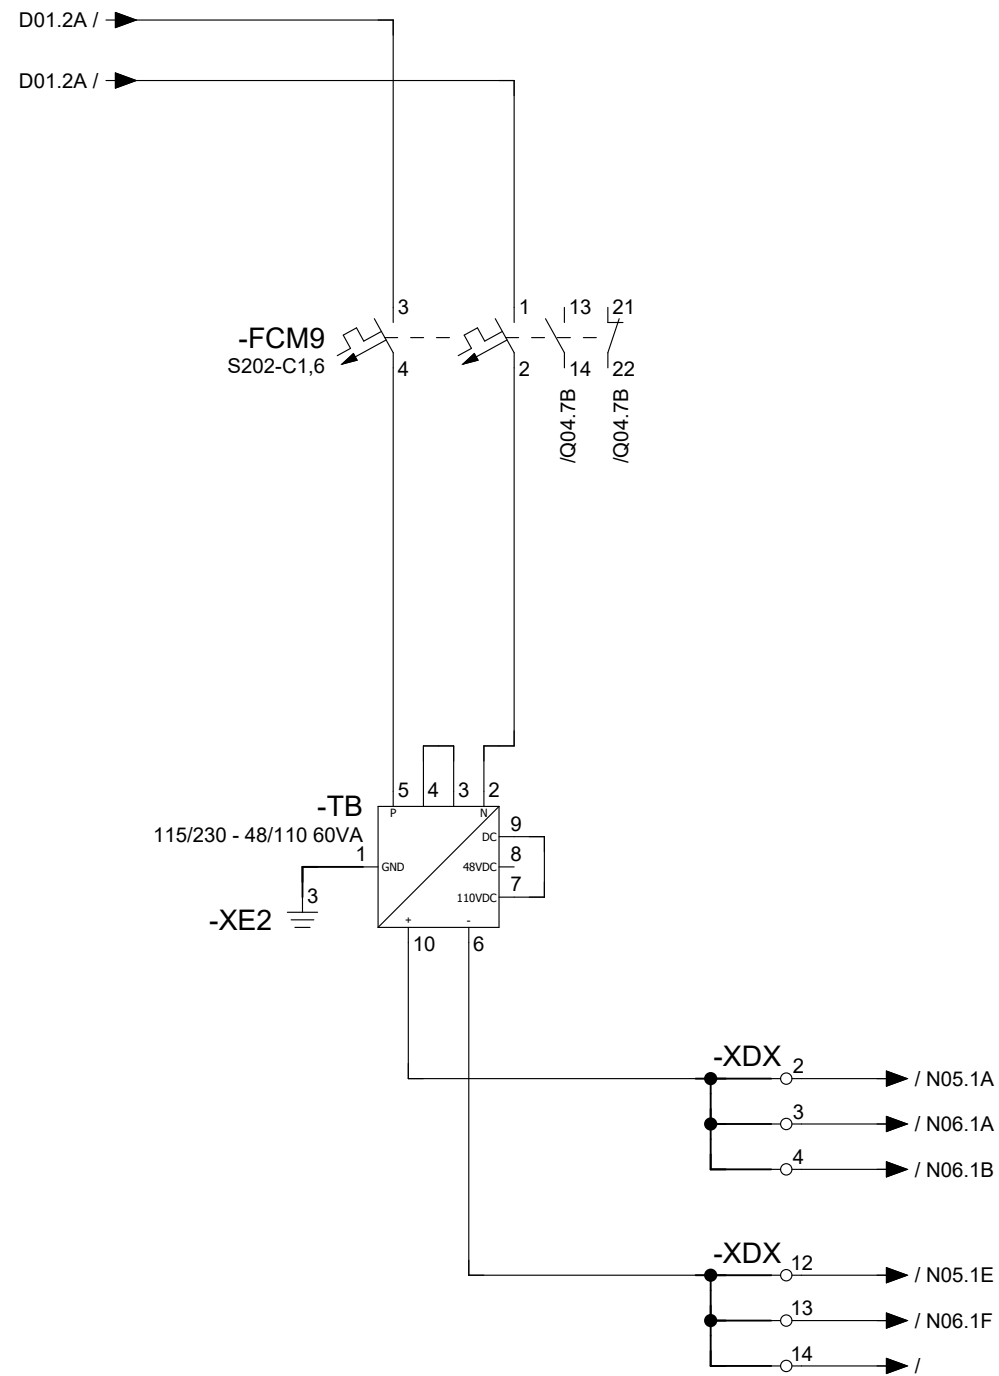 D01.2A /
D01.2A /
3 1 13 21
-FCM9
S202-C1,6
4 2 14 22
/Q04.7B /Q04.7B
5 4 3 2
-TB
P N
115/230 - 48/110 60VA
DC 9
1 GND 48VDC 8
110VDC 7
3
-XE2
+ -
10 6
-XDX 2 / N05.1A
3 / N06.1A
4 / N06.1B
-XDX 12 / N05.1E
13 / N06.1F
14 /